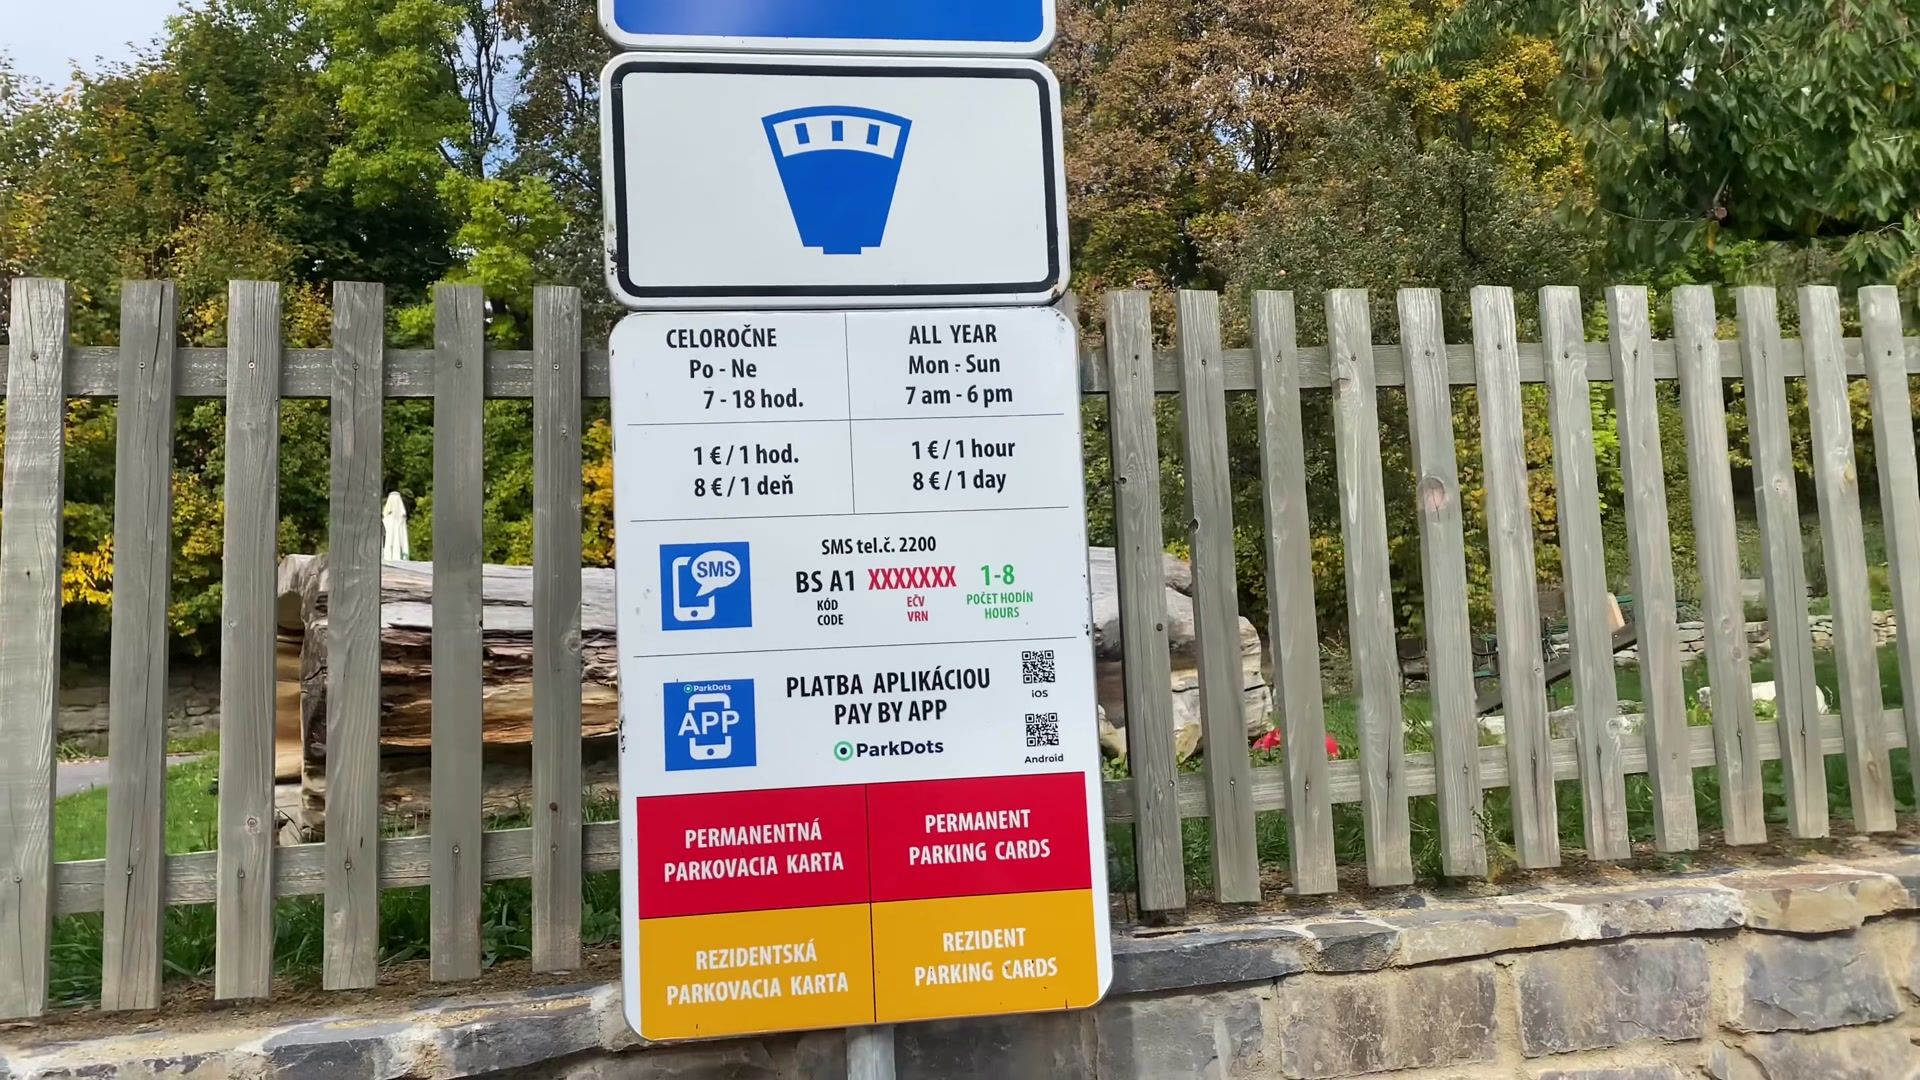 CELOROČNE
Po - Ne
7 - 18 hod.
ALL YEAR
Mon - Sun
7 am - 6 pm
1 € / 1 hod.
8 € / 1 deň
1 € / 1 hour
8 € / 1 day
SMS
SMS tel.č. 2200
BS A1 XXXXXXX 1-8
KÓD EČV POČET HODÍN
CODE VRN HOURS
ParkDots
APP
PLATBA APLIKÁCIOU
PAY BY APP
ParkDots
iOS
Android
PERMANENTNÁ
PARKOVACIA KARTA
PERMANENT
PARKING CARDS
REZIDENTSKÁ
PARKOVACIA KARTA
REZIDENT
PARKING CARDS